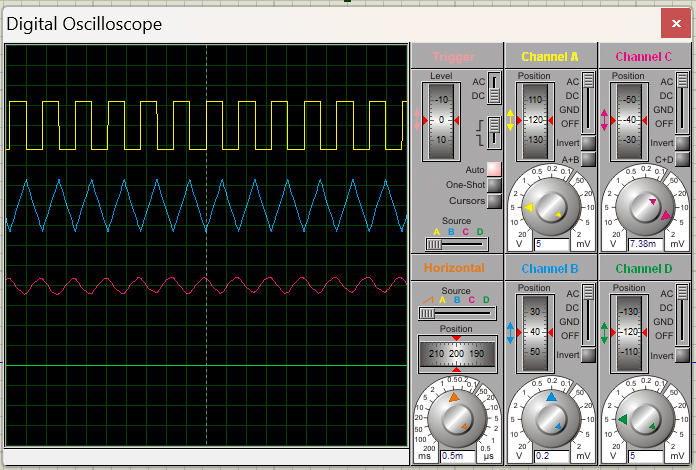 Digital Oscilloscope
Trigger
Level
-10
0
10
AC
DC
Auto
One-Shot
Cursors
Source
A B C D
Channel A
Position
110
120
130
AC
DC
GND
OFF
Invert
A+B
V
5
mV
Channel C
Position
-50
-40
-30
AC
DC
GND
OFF
Invert
C+D
V
7.38m
mV
Horizontal
Source
A B C D
Position
210 200 190
ms
0.5m
µs
Channel B
Position
30
40
50
AC
DC
GND
OFF
Invert
V
0.2
mV
Channel D
Position
-130
-120
-110
AC
DC
GND
OFF
Invert
V
5
mV